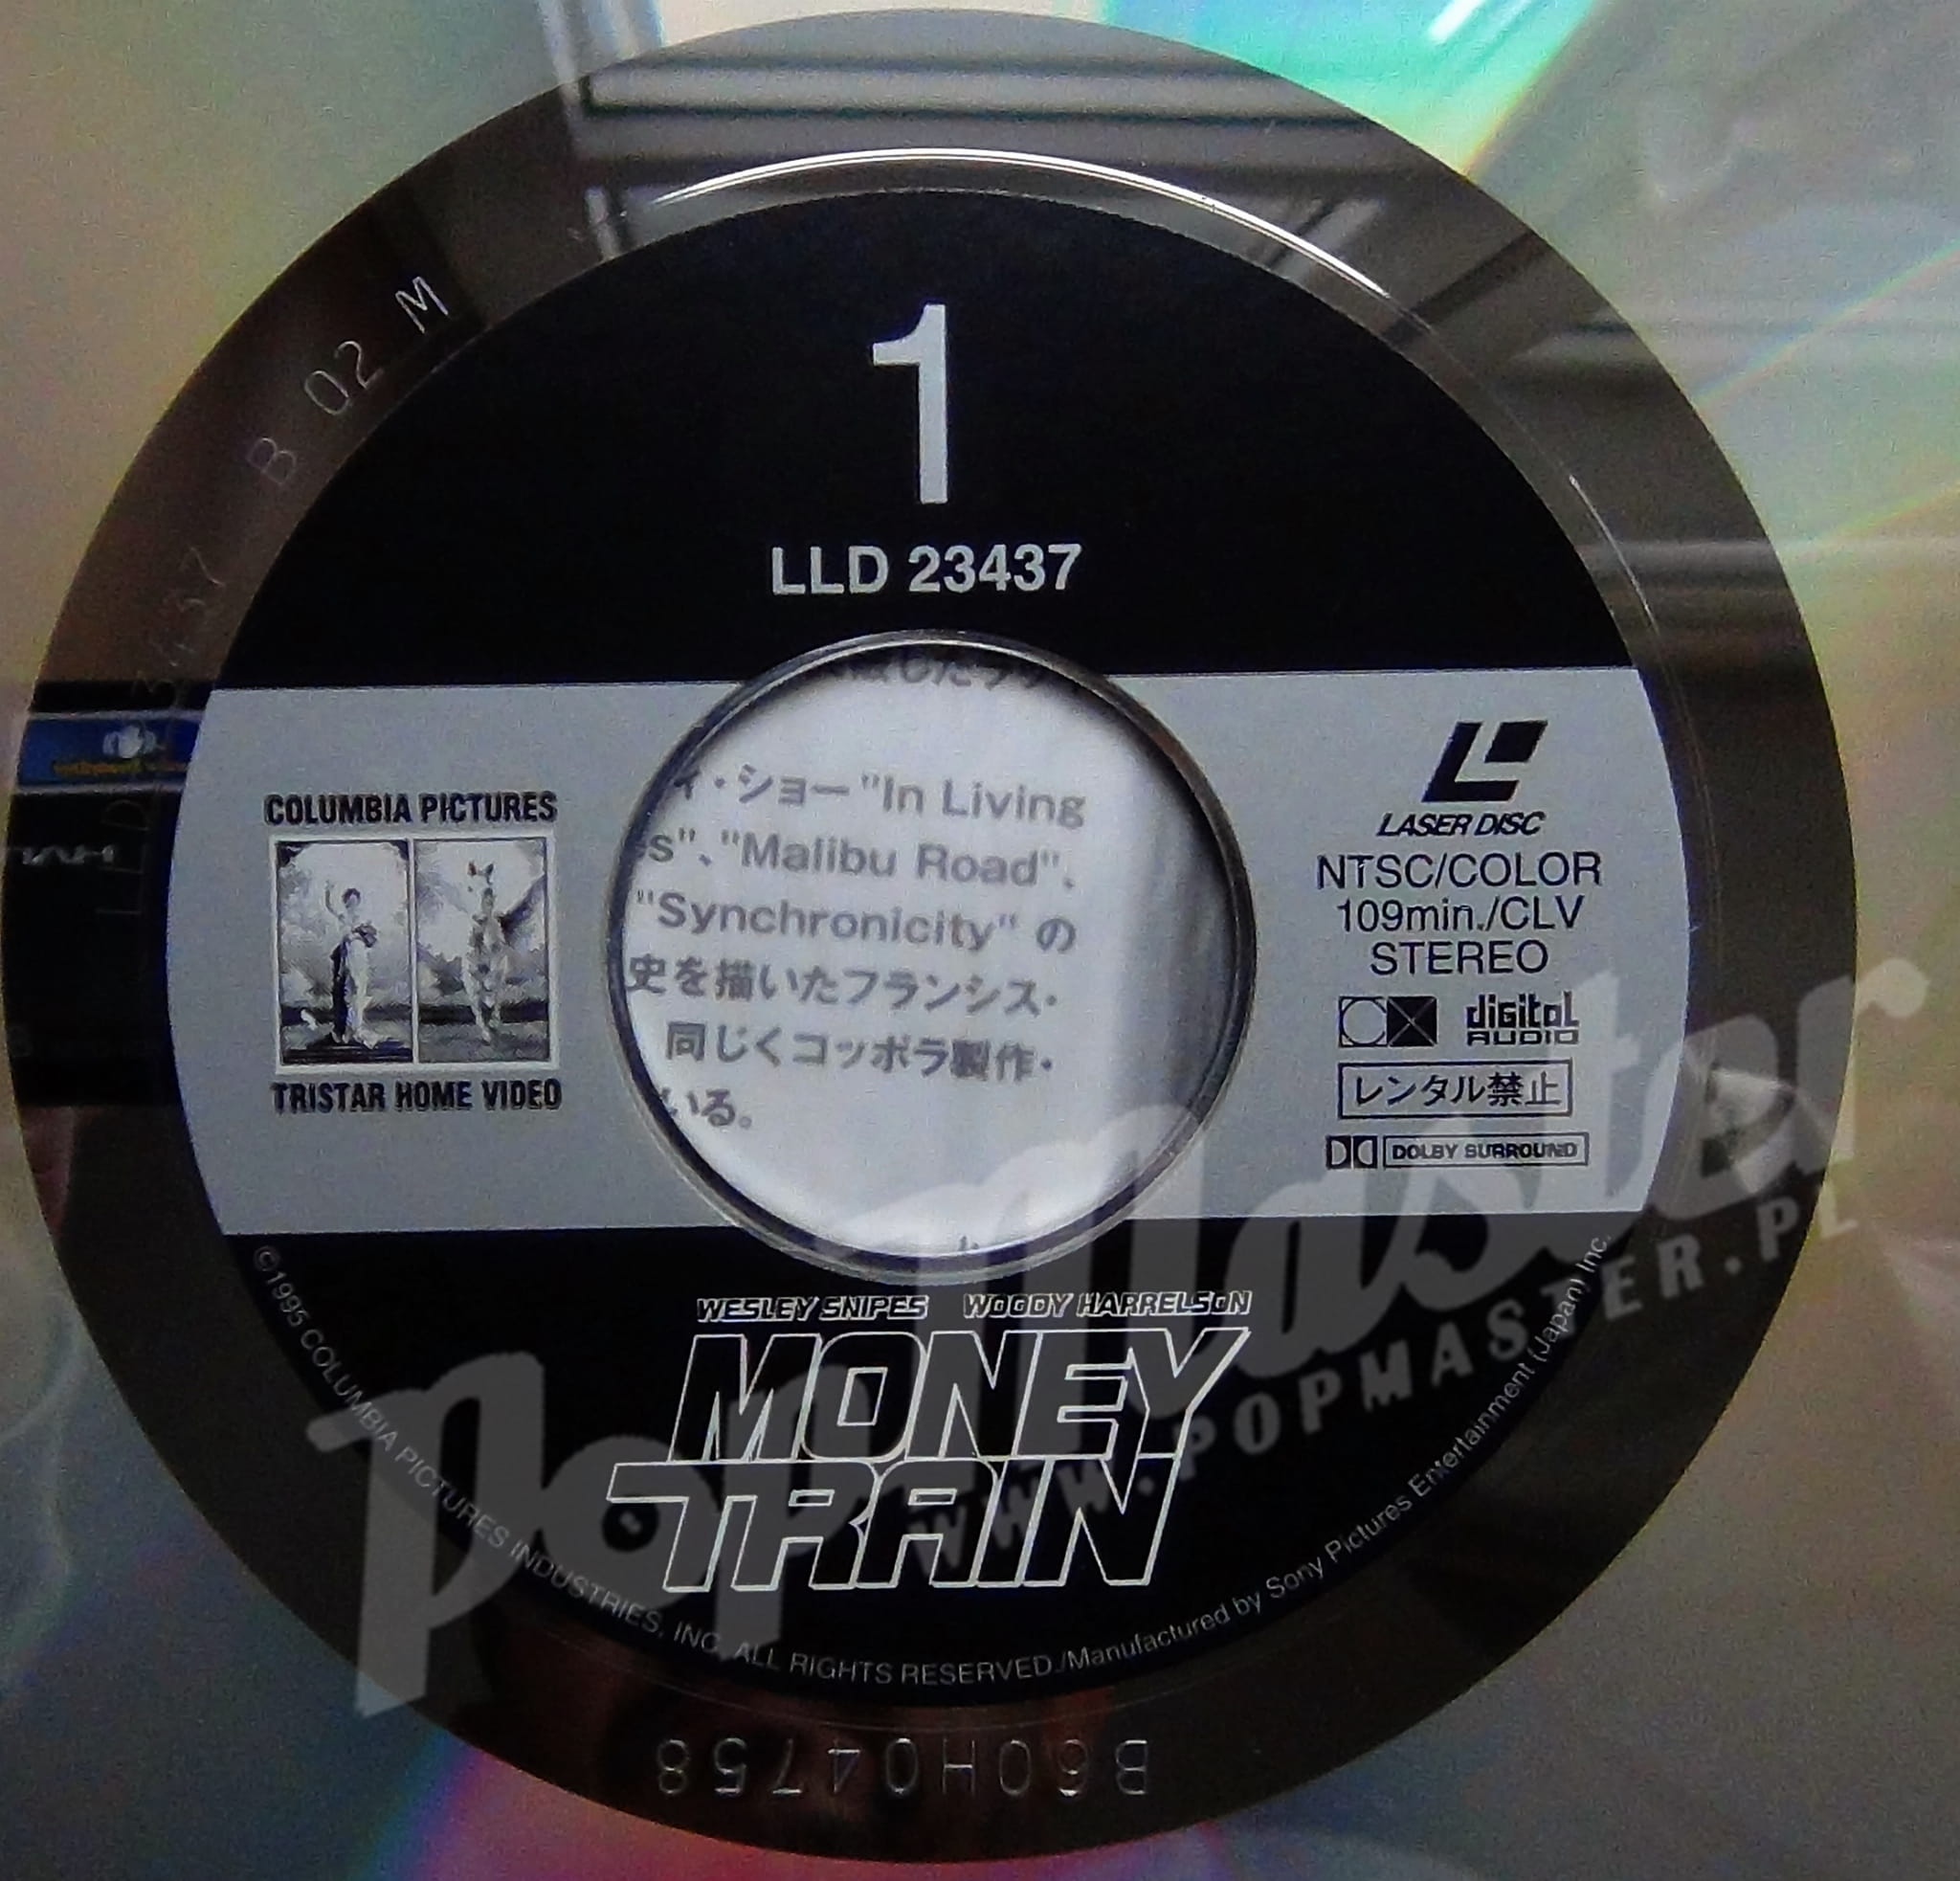 1
LLD 23437
B 02 M
COLUMBIA PICTURES
TRISTAR HOME VIDEO
ィ・ショー "In Living
s"、"Malibu Road"、
"Synchronicity" の
史を描いたフランシス・
同じくコッポラ製作・
いる。
LASER DISC
NTSC/COLOR
109min./CLV
STEREO
digital
AUDIO
レンタル禁止
DOLBY SURROUND
WESLEY SNIPES WOODY HARRELSON
MONEY
TRAIN
©1995 COLUMBIA PICTURES INDUSTRIES, INC. ALL RIGHTS RESERVED./Manufactured by Sony Pictures Entertainment (Japan) Inc.
B60H04758
Pop Master
WWW.POPMASTER.PL